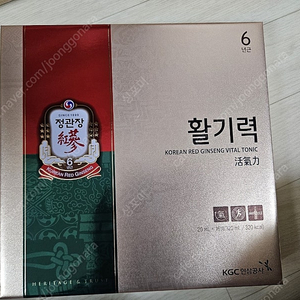 6
년근
SINCE 1899
정관장
紅蔘
6
KOREAN RED GINSENG
활기력
KOREAN RED GINSENG VITAL TONIC
活氣力
HERITAGE & TRUST
KGC 인삼공사